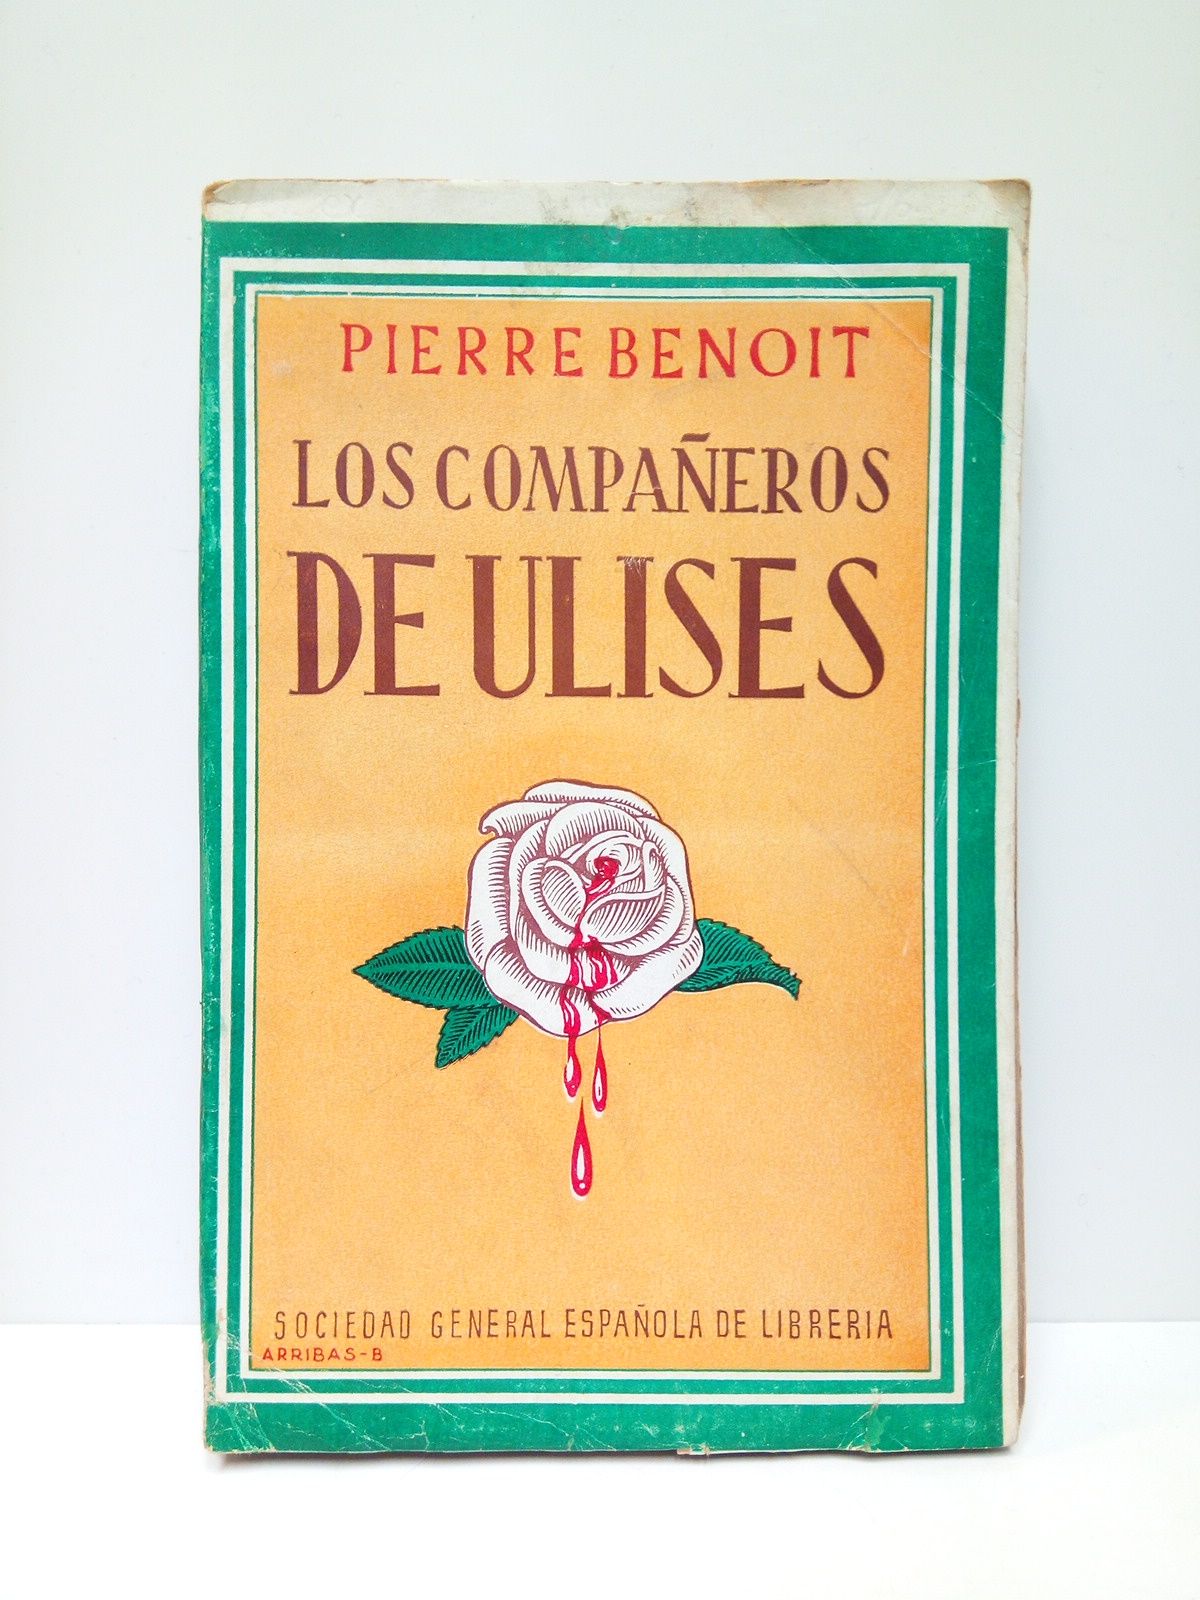 PIERRE BENOIT
LOS COMPAÑEROS
DE ULISES
SOCIEDAD GENERAL ESPAÑOLA DE LIBRERIA
ARRIBAS-B